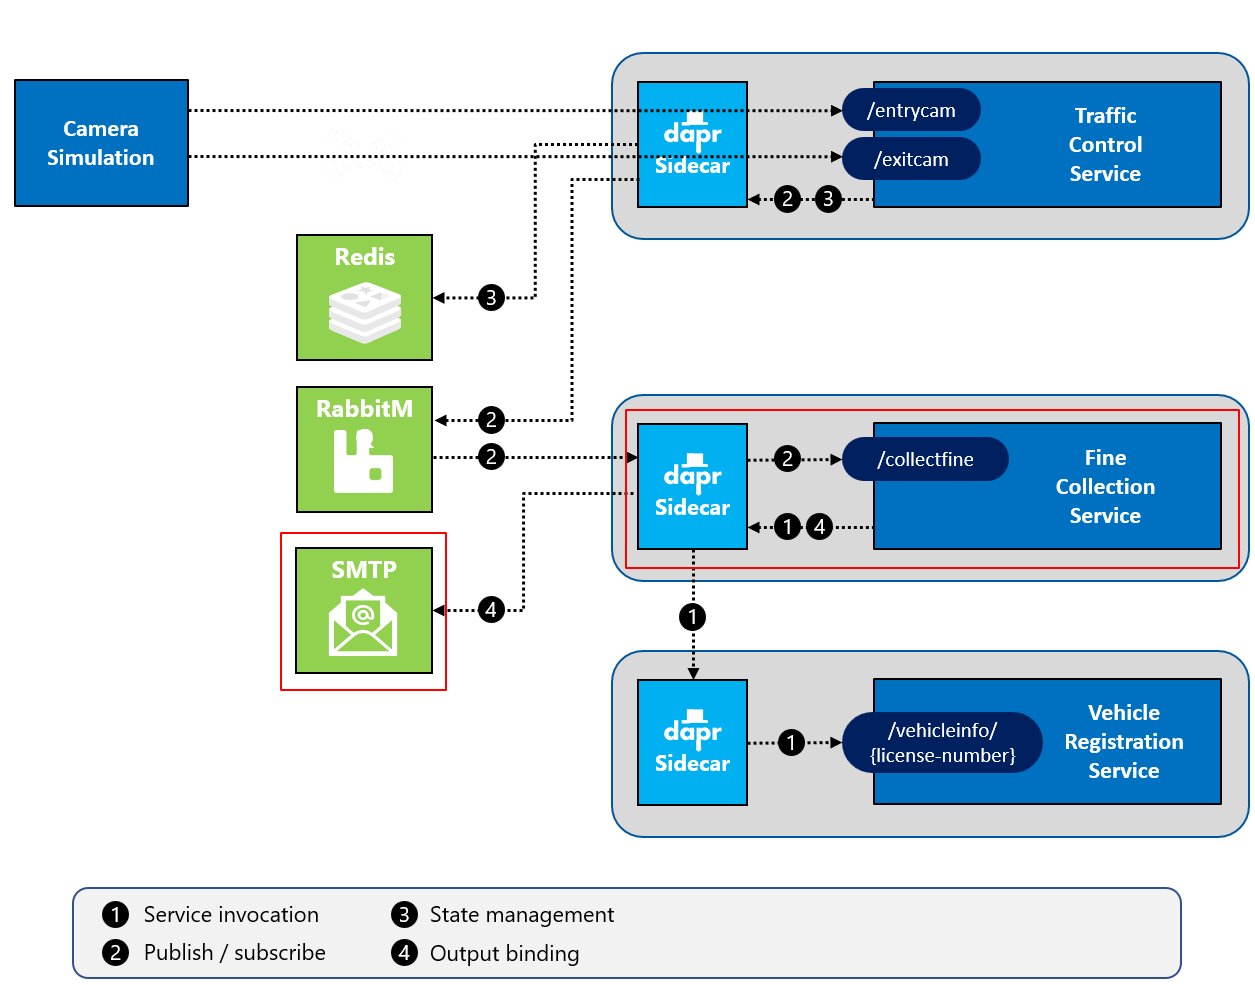 Camera
Simulation
dapr
Sidecar
/entrycam
/exitcam
Traffic
Control
Service
2
3
Redis
3
RabbitM
2
2
dapr
Sidecar
2
/collectfine
1
4
Fine
Collection
Service
SMTP
@
4
1
dapr
Sidecar
1
/vehicleinfo/
{license-number}
Vehicle
Registration
Service
1 Service invocation
2 Publish / subscribe
3 State management
4 Output binding